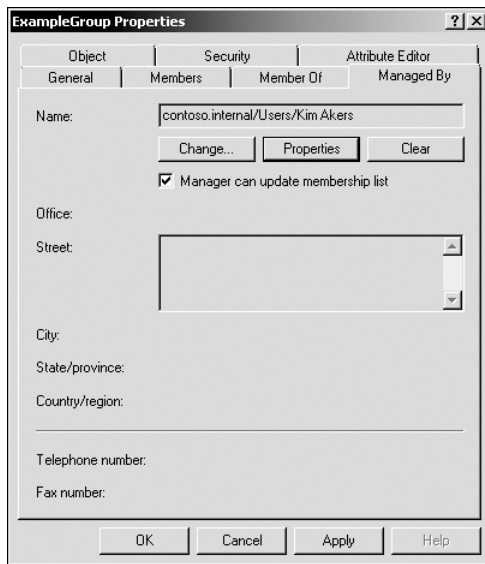 ExampleGroup Properties
Object Security Attribute Editor
General Members Member Of Managed By
Name: contoso.internal/Users/Kim Akers
Change... Properties Clear
Manager can update membership list
Office:
Street:
City:
State/province:
Country/region:
Telephone number:
Fax number:
OK Cancel Apply Help